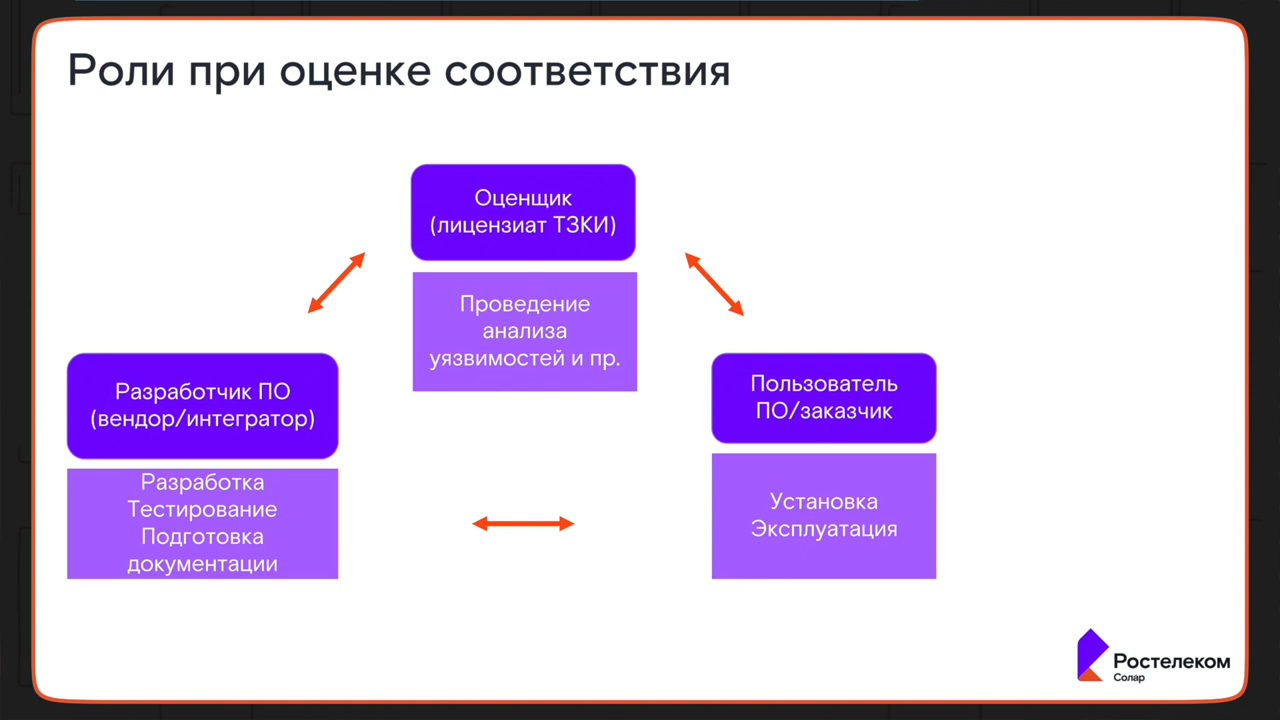 Роли при оценке соответствия
Оценщик
(лицензиат ТЗКИ)
Проведение
анализа
уязвимостей и пр.
Разработчик ПО
(вендор/интегратор)
Разработка
Тестирование
Подготовка
документации
Пользователь
ПО/заказчик
Установка
Эксплуатация
Ростелеком
Солар